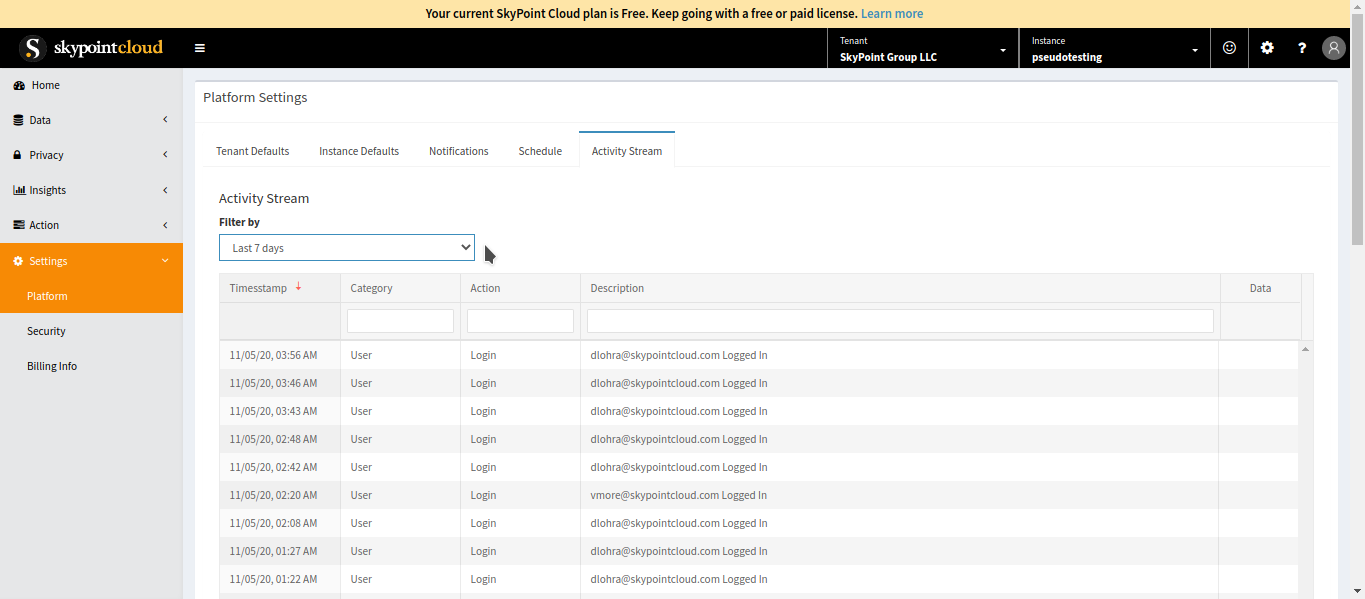 Your current SkyPoint Cloud plan is Free. Keep going with a free or paid license. Learn more
skypointcloud
Tenant
SkyPoint Group LLC
Instance
pseudotesting
Home
Data
Privacy
Insights
Action
Settings
Platform
Security
Billing Info
Platform Settings
Tenant Defaults Instance Defaults Notifications Schedule Activity Stream
Activity Stream
Filter by
Last 7 days
Timesstamp Category Action Description Data
11/05/20, 03:56 AM User Login dlohra@skypointcloud.com Logged In
11/05/20, 03:46 AM User Login dlohra@skypointcloud.com Logged In
11/05/20, 03:43 AM User Login dlohra@skypointcloud.com Logged In
11/05/20, 02:48 AM User Login dlohra@skypointcloud.com Logged In
11/05/20, 02:42 AM User Login dlohra@skypointcloud.com Logged In
11/05/20, 02:20 AM User Login vmore@skypointcloud.com Logged In
11/05/20, 02:08 AM User Login dlohra@skypointcloud.com Logged In
11/05/20, 01:27 AM User Login dlohra@skypointcloud.com Logged In
11/05/20, 01:22 AM User Login dlohra@skypointcloud.com Logged In